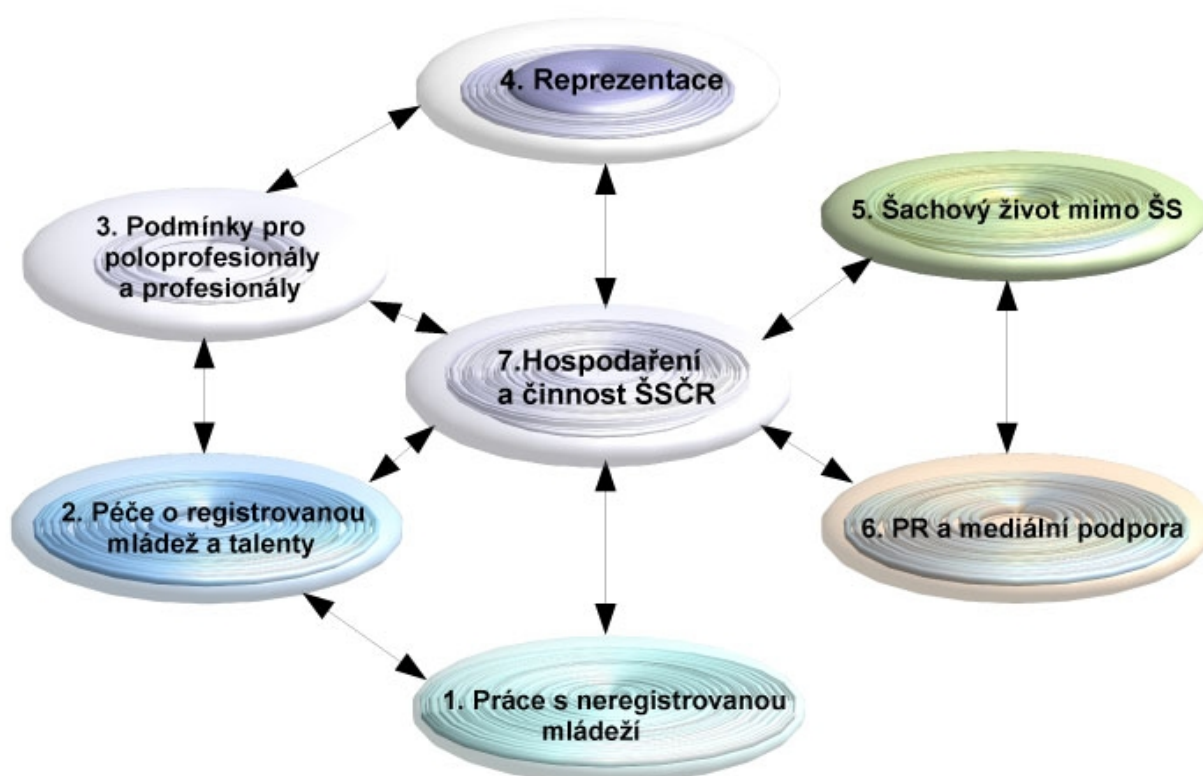 4. Reprezentace
3. Podmínky pro
poloprofesionály
a profesionály
5. Šachový život mimo ŠS
7.Hospodaření
a činnost ŠSČR
2. Péče o registrovanou
mládež a talenty
6. PR a mediální podpora
1. Práce s neregistrovanou
mládeží